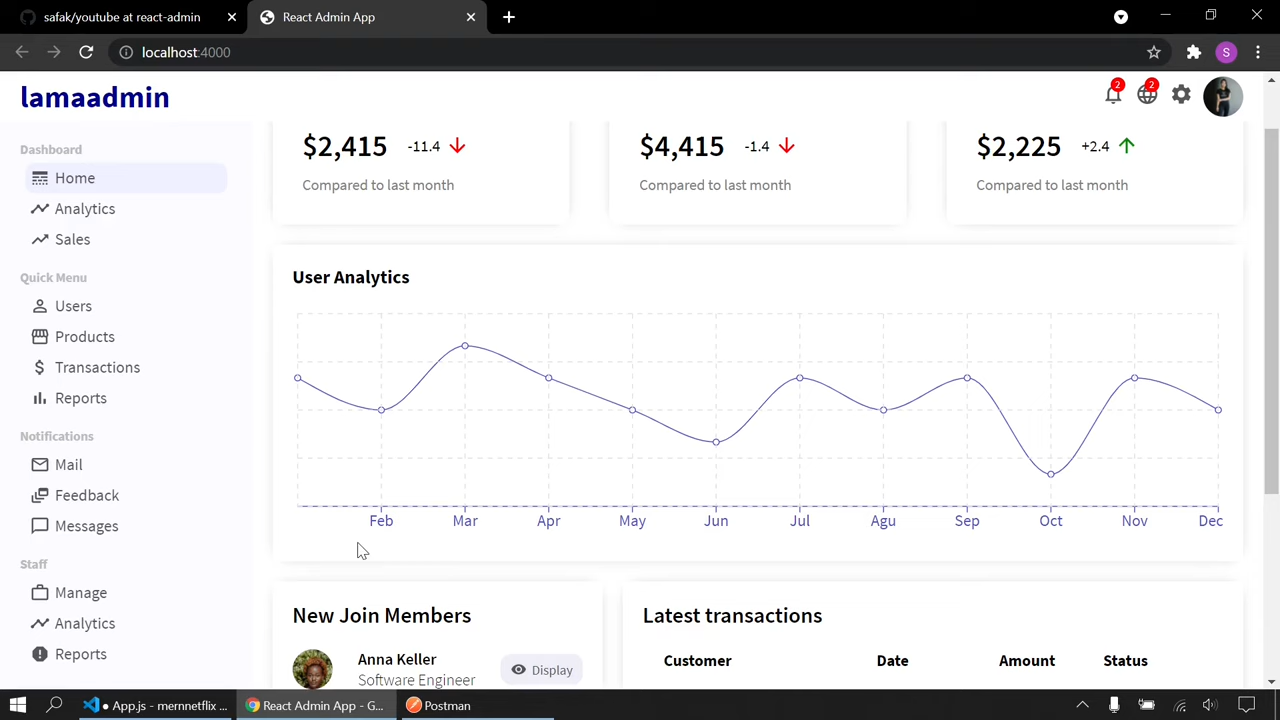 safak/youtube at react-admin
React Admin App
localhost:4000
S
lamaadmin
2
2
Dashboard
Home
Analytics
Sales
Quick Menu
Users
Products
Transactions
Reports
Notifications
Mail
Feedback
Messages
Staff
Manage
Analytics
Reports
$2,415 -11.4
Compared to last month
$4,415 -1.4
Compared to last month
$2,225 +2.4
Compared to last month
User Analytics
Feb Mar Apr May Jun Jul Agu Sep Oct Nov Dec
New Join Members
Anna Keller
Software Engineer
Display
Latest transactions
Customer Date Amount Status
App.js - mernnetflix ...
React Admin App - G...
Postman